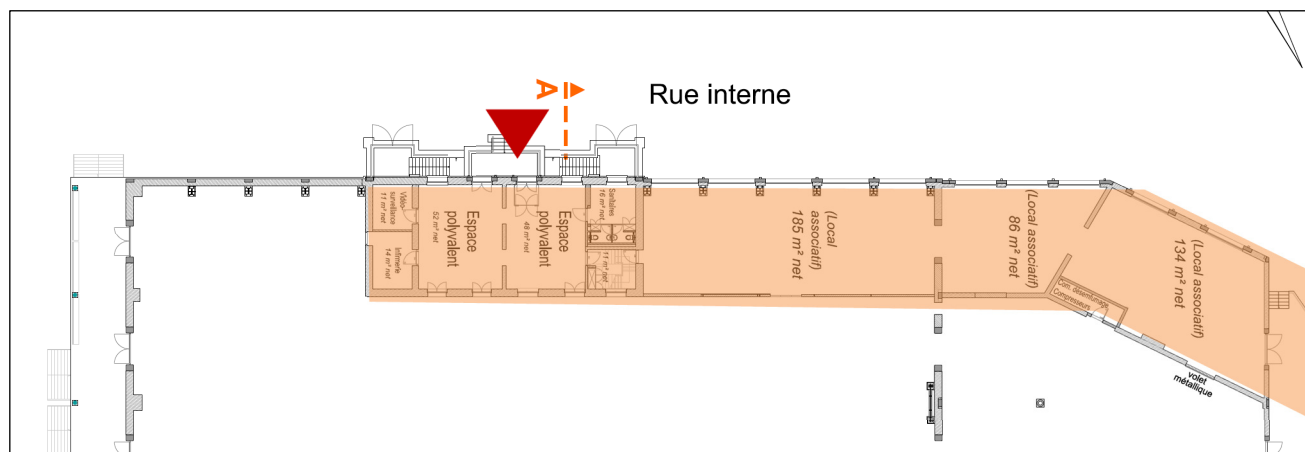 A
Rue interne
Vidéo-
surveillance
11 m² net
Infirmerie
14 m² net
Espace
polyvalent
52 m² net
Espace
polyvalent
48 m² net
Sanitaires
16 m² net
11 m² net
(Local
associatif)
185 m² net
(Local associatif)
86 m² net
(Local associatif)
134 m² net
Com. désenfumage
Compresseurs
volet
métallique